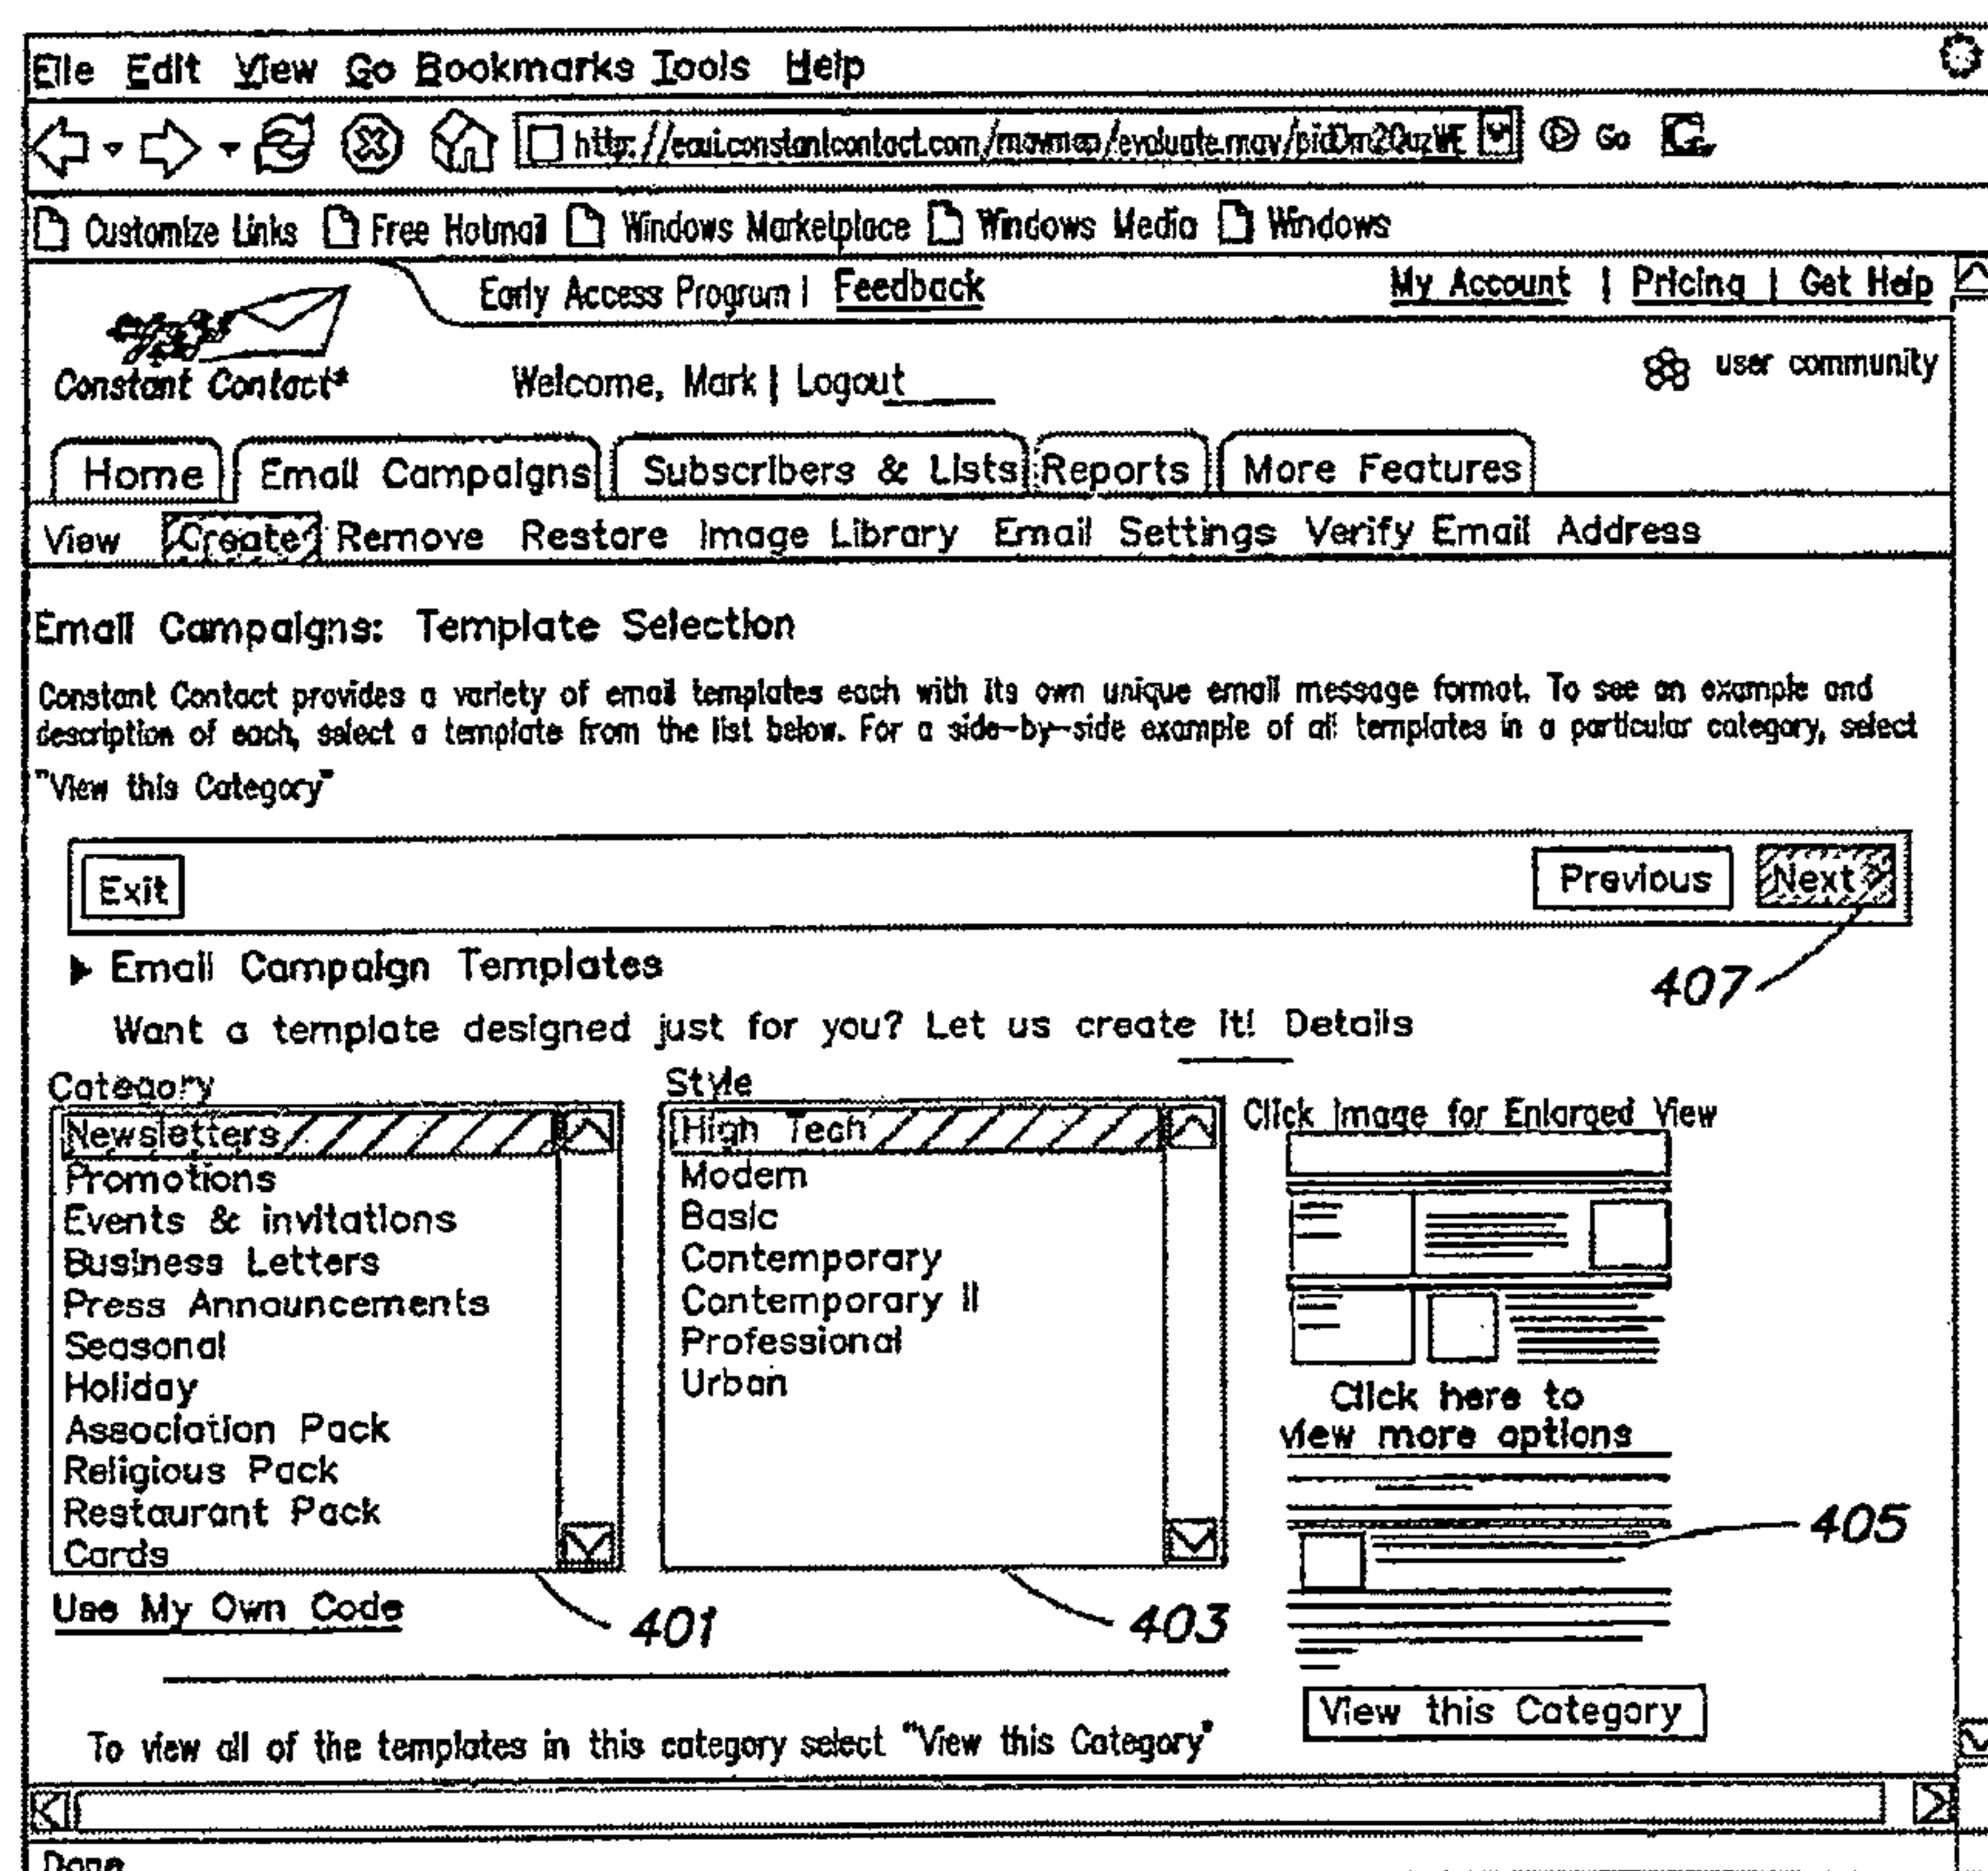 File Edit View Go Bookmarks Tools Help
Go
Customize Links Free Hotmail Windows Marketplace Windows Media Windows
Early Access Program | Feedback
My Account | Pricing | Get Help
Constant Contact®
Welcome, Mark | Logout
user community
Home Email Campaigns Subscribers & Lists Reports More Features
View Create Remove Restore Image Library Email Settings Verify Email Address
Email Campaigns: Template Selection
Constant Contact provides a variety of email templates each with its own unique email message format. To see an example and
description of each, select a template from the list below. For a side-by-side example of all templates in a particular category, select
"View this Category"
Exit
Previous Next >
407
Email Campaign Templates
Want a template designed just for you? Let us create it! Details
Category
Newsletters
Promotions
Events & invitations
Business Letters
Press Announcements
Seasonal
Holiday
Association Pack
Religious Pack
Restaurant Pack
Cards
Use My Own Code
401
Style
High Tech
Modern
Basic
Contemporary
Contemporary II
Professional
Urban
403
Click Image for Enlarged View
Click here to
view more options
405
View this Category
To view all of the templates in this category select "View this Category"
Done